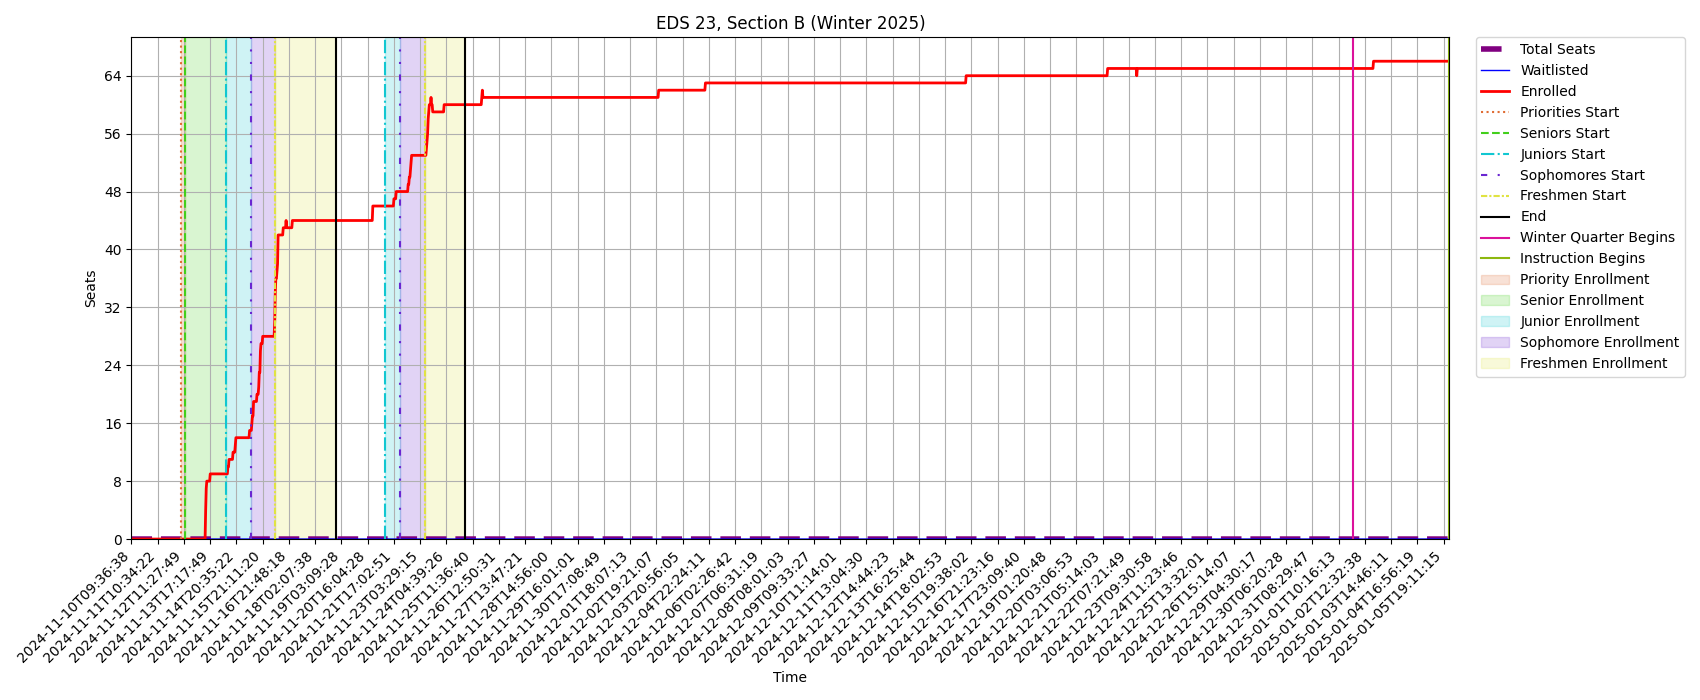 EDS 23, Section B (Winter 2025)
Total Seats
Waitlisted
Enrolled
Priorities Start
Seniors Start
Juniors Start
Sophomores Start
Freshmen Start
End
Winter Quarter Begins
Instruction Begins
Priority Enrollment
Senior Enrollment
Junior Enrollment
Sophomore Enrollment
Freshmen Enrollment
Seats
64
56
48
40
32
24
16
8
0
2024-11-10T09:36:38
2024-11-11T10:34:22
2024-11-12T11:27:49
2024-11-13T17:17:49
2024-11-14T20:35:22
2024-11-15T21:11:20
2024-11-16T21:48:18
2024-11-18T02:07:38
2024-11-19T03:09:28
2024-11-20T16:04:28
2024-11-21T17:02:51
2024-11-23T03:29:15
2024-11-24T04:39:26
2024-11-25T11:36:40
2024-11-26T12:50:31
2024-11-27T13:47:21
2024-11-28T14:56:00
2024-11-29T16:01:01
2024-11-30T17:08:49
2024-12-01T18:07:13
2024-12-02T19:21:07
2024-12-03T20:56:05
2024-12-04T22:24:11
2024-12-06T02:26:42
2024-12-07T06:31:19
2024-12-08T08:01:03
2024-12-09T09:33:27
2024-12-10T11:14:01
2024-12-11T13:04:30
2024-12-12T14:44:23
2024-12-13T16:25:44
2024-12-14T18:02:53
2024-12-15T19:38:02
2024-12-16T21:23:16
2024-12-17T23:09:40
2024-12-19T01:20:48
2024-12-20T03:06:53
2024-12-21T05:14:03
2024-12-22T07:21:49
2024-12-23T09:30:58
2024-12-24T11:23:46
2024-12-25T13:32:01
2024-12-26T15:14:07
2024-12-29T04:30:17
2024-12-30T06:20:28
2024-12-31T08:29:47
2025-01-01T10:16:13
2025-01-02T12:32:38
2025-01-03T14:46:11
2025-01-04T16:56:19
2025-01-05T19:11:15
Time